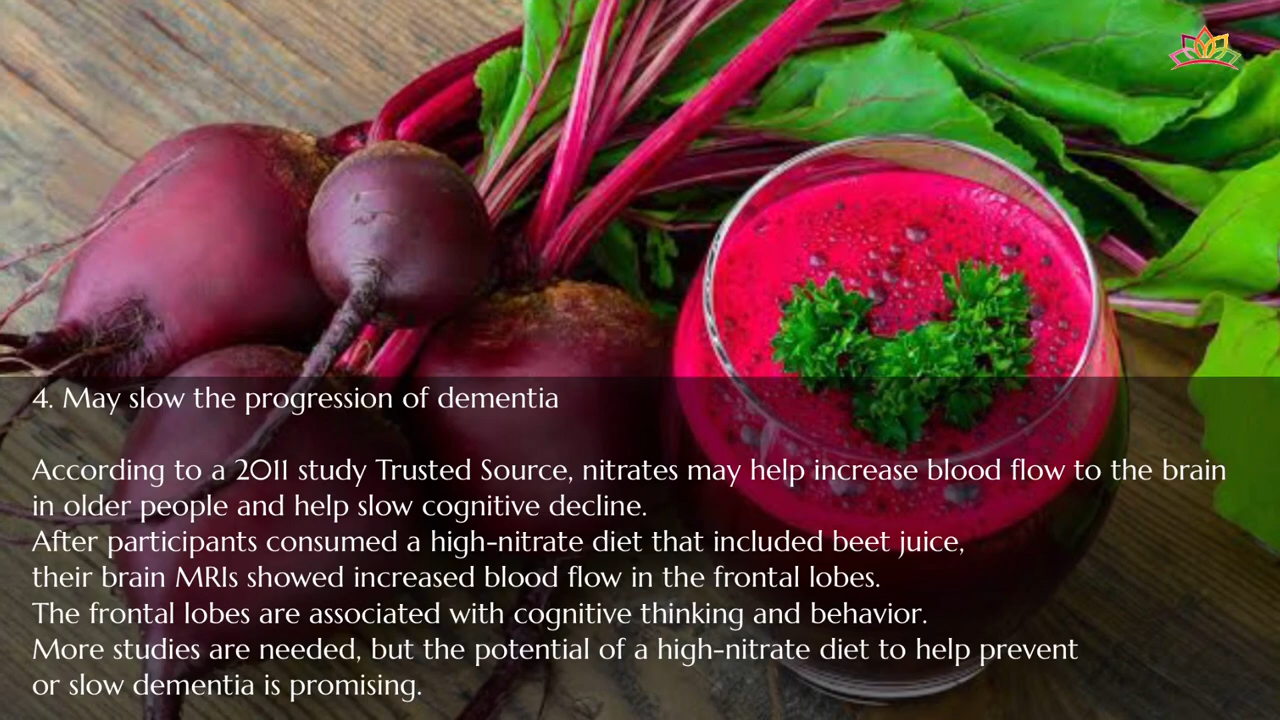 4. May slow the progression of dementia
According to a 2011 study Trusted Source, nitrates may help increase blood flow to the brain
in older people and help slow cognitive decline.
After participants consumed a high-nitrate diet that included beet juice,
their brain MRIs showed increased blood flow in the frontal lobes.
The frontal lobes are associated with cognitive thinking and behavior.
More studies are needed, but the potential of a high-nitrate diet to help prevent
or slow dementia is promising.